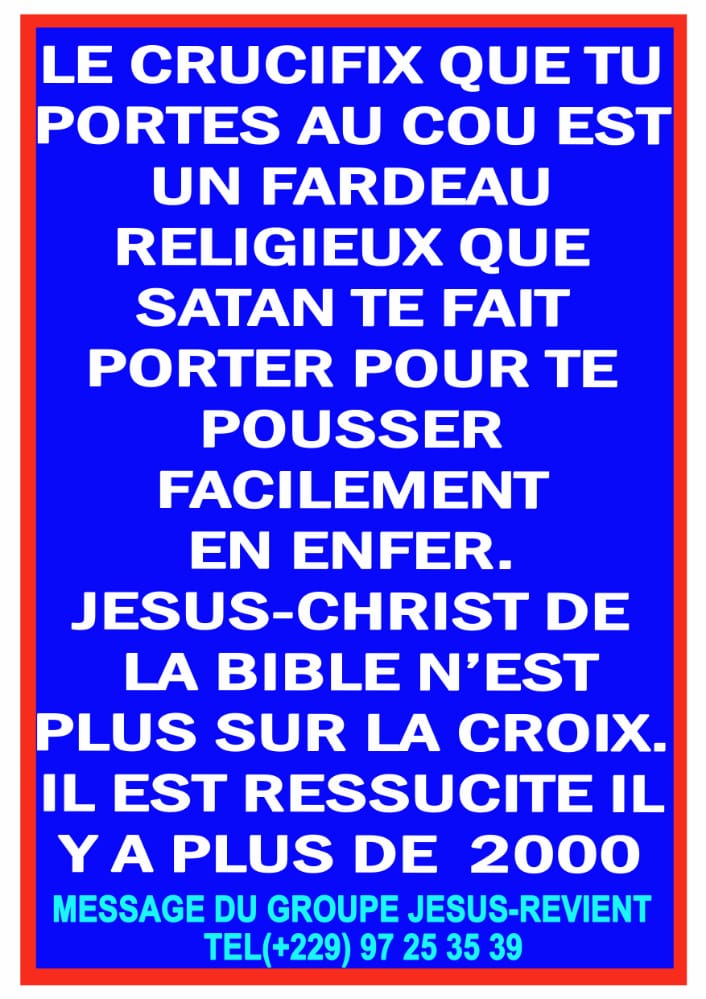 LE CRUCIFIX QUE TU
PORTES AU COU EST
UN FARDEAU
RELIGIEUX QUE
SATAN TE FAIT
PORTER POUR TE
POUSSER
FACILEMENT
EN ENFER.
JESUS-CHRIST DE
LA BIBLE N’EST
PLUS SUR LA CROIX.
IL EST RESSUCITE IL
Y A PLUS DE 2000
MESSAGE DU GROUPE JESUS-REVIENT
TEL(+229) 97 25 35 39